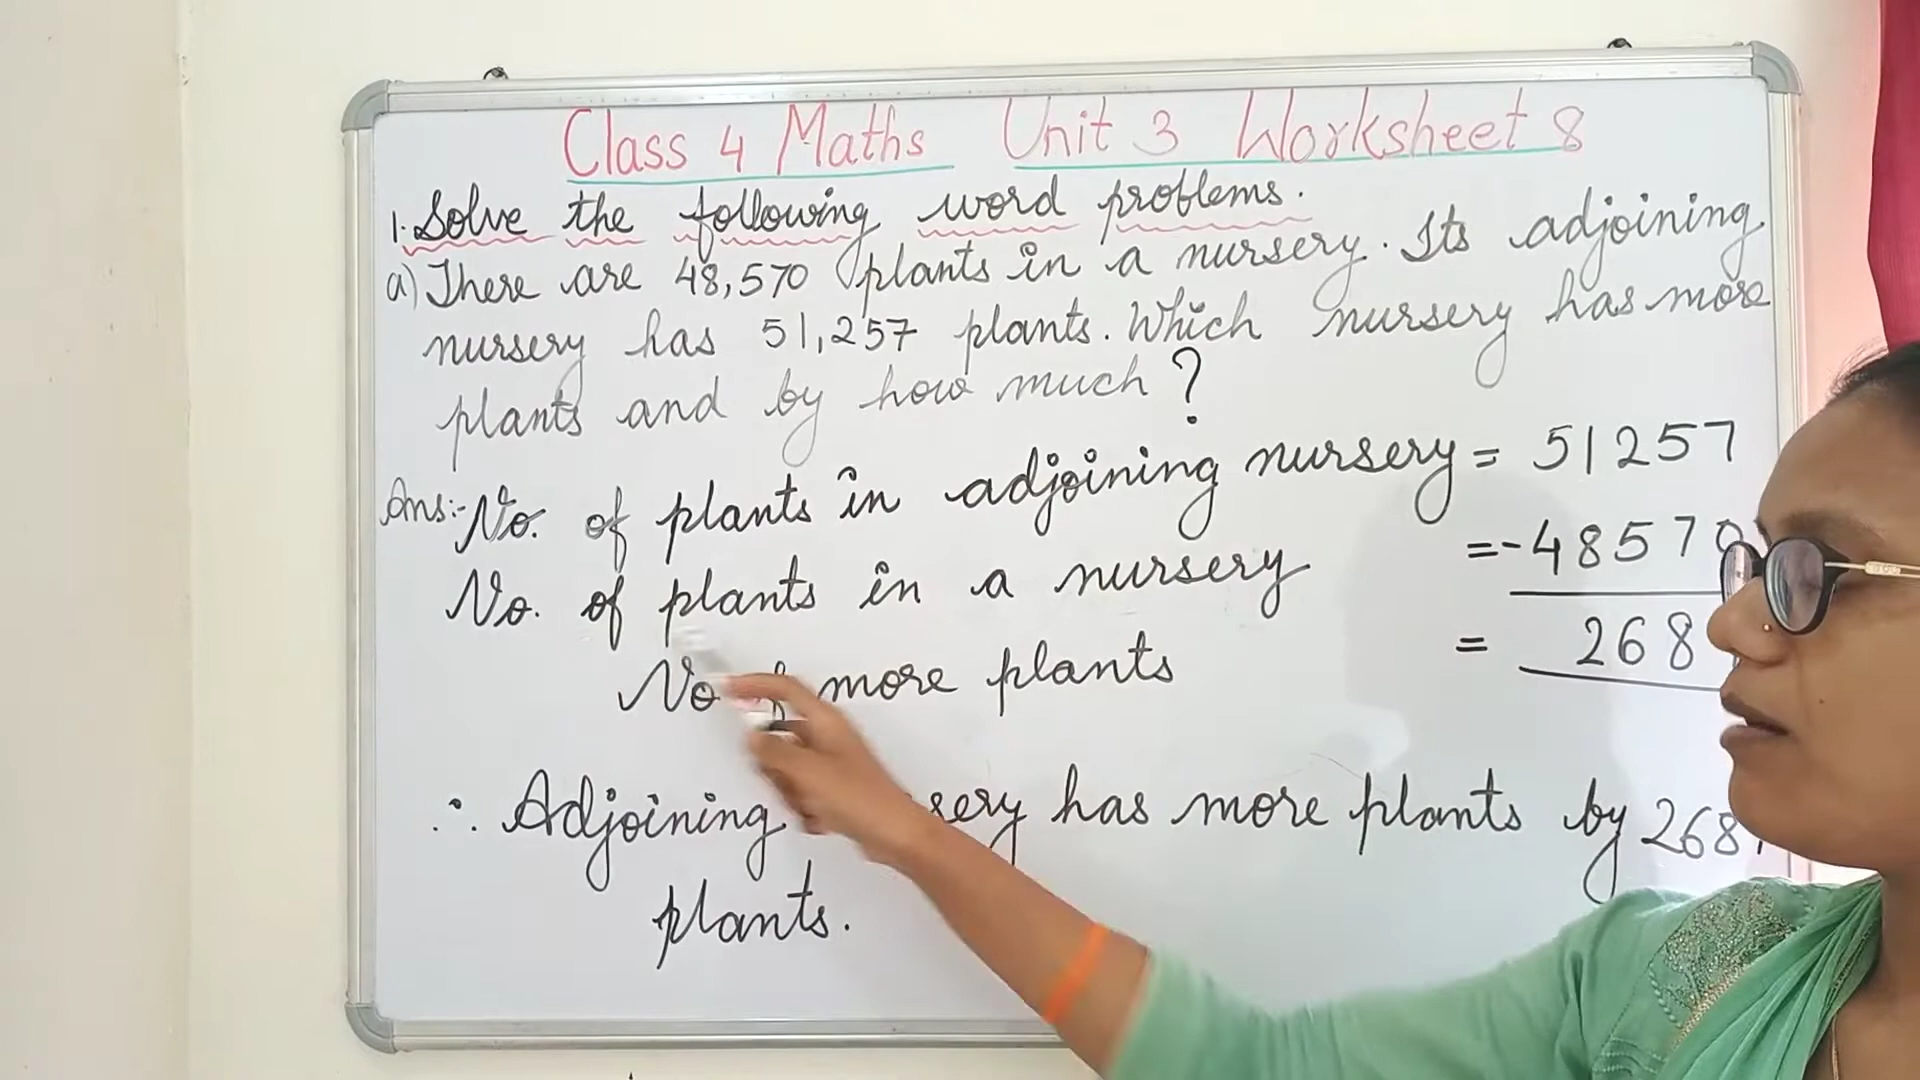 Class 4 Maths Unit 3 Worksheet 8
1. Solve the following word problems.
a) There are 48,570 plants in a nursery. Its adjoining
nursery has 51,257 plants. Which nursery has more
plants and by how much?
Ans:- No. of plants in adjoining nursery = 51257
No. of plants in a nursery = - 48570
No of more plants = 268
∴ Adjoining has more plants by 268
plants.